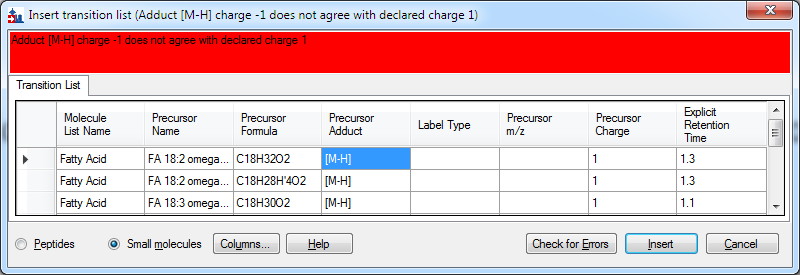 Insert transition list (Adduct [M-H] charge -1 does not agree with declared charge 1)
Adduct [M-H] charge -1 does not agree with declared charge 1
Transition List
Molecule List Name Precursor Name Precursor Formula Precursor Adduct Label Type Precursor m/z Precursor Charge Explicit Retention Time
Fatty Acid FA 18:2 omega... C18H32O2 [M-H] 1 1.3
Fatty Acid FA 18:2 omega... C18H28H'4O2 [M-H] 1 1.3
Fatty Acid FA 18:3 omega... C18H30O2 [M-H] 1 1.1
Peptides Small molecules Columns... Help Check for Errors Insert Cancel